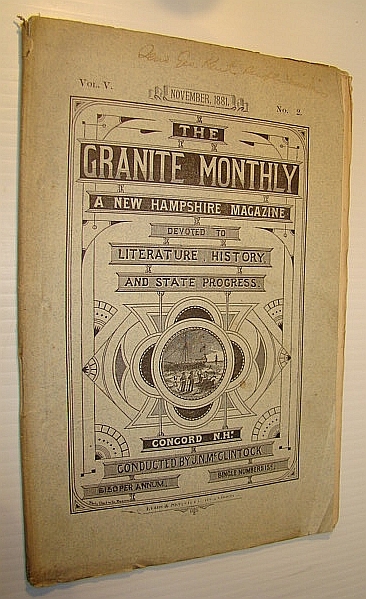 VOL. V.
NOVEMBER, 1881.
No. 2.
THE
GRANITE MONTHLY
A NEW HAMPSHIRE MAGAZINE
DEVOTED TO
LITERATURE, HISTORY
AND STATE PROGRESS.
CONCORD N.H:
CONDUCTED BY J.N. McCLINTOCK
$1.50 PER ANNUM.
SINGLE NUMBERS 15¢